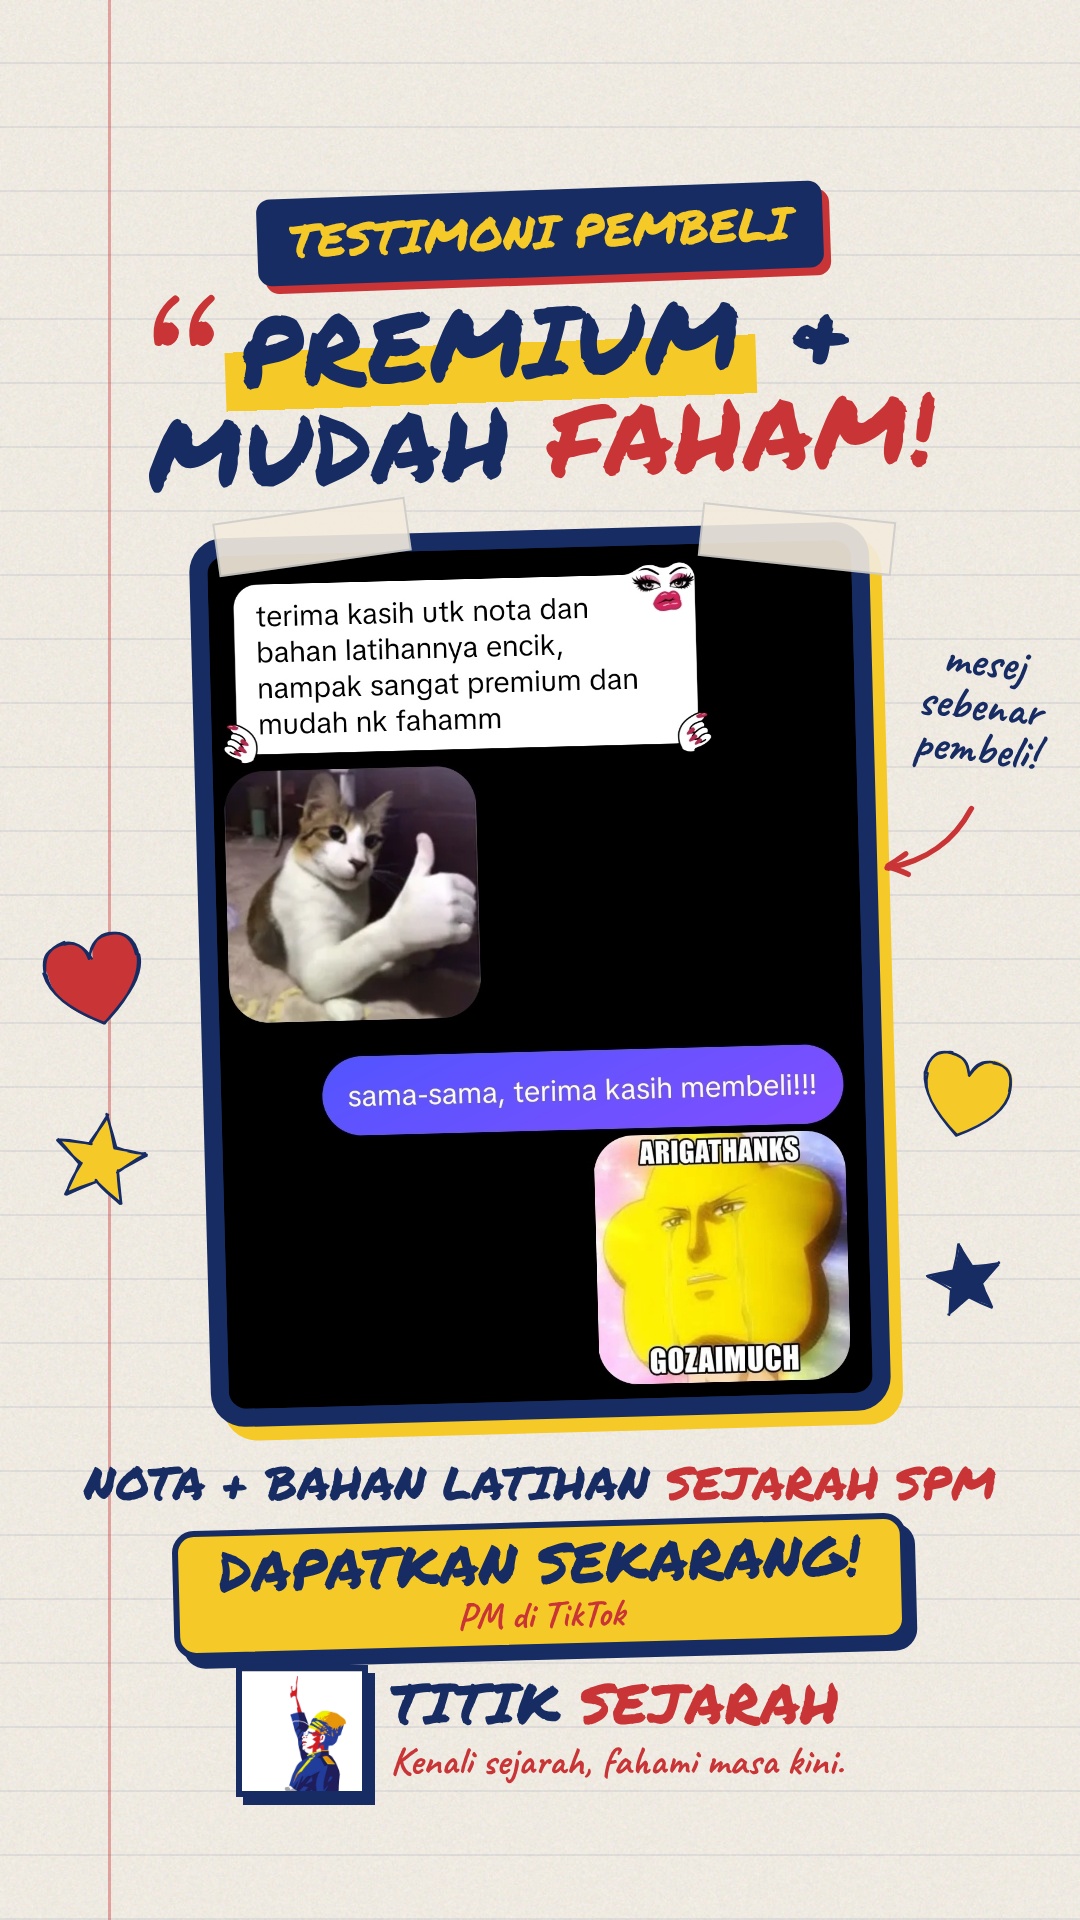 TESTIMONI PEMBELI
“PREMIUM +
MUDAH FAHAM!
terima kasih utk nota dan
bahan latihannya encik,
nampak sangat premium dan
mudah nk fahamm
mesej
sebenar
pembeli!
sama-sama, terima kasih membeli!!!
ARIGATHANKS
GOZAIMUCH
NOTA + BAHAN LATIHAN SEJARAH SPM
DAPATKAN SEKARANG!
PM di TikTok
TITIK SEJARAH
Kenali sejarah, fahami masa kini.